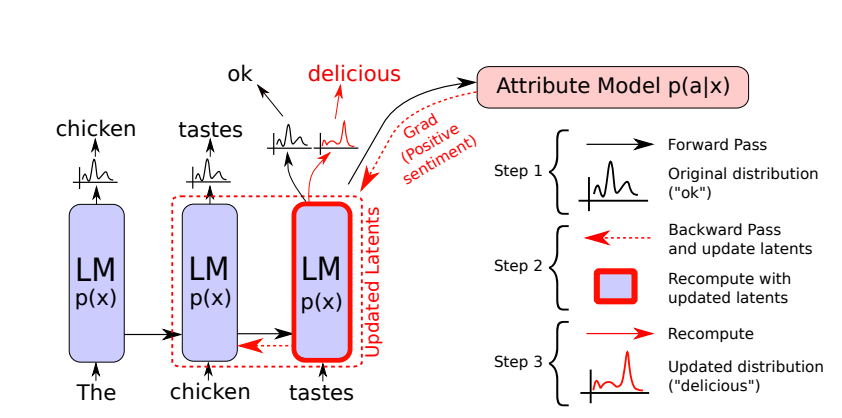 ok
delicious
Attribute Model p(a|x)
chicken
tastes
Grad
(Positive
sentiment)
LM
p(x)
LM
p(x)
LM
p(x)
Updated Latents
The
chicken
tastes
Step 1
Forward Pass
Original distribution
("ok")
Step 2
Backward Pass
and update latents
Recompute with
updated latents
Step 3
Recompute
Updated distribution
("delicious")